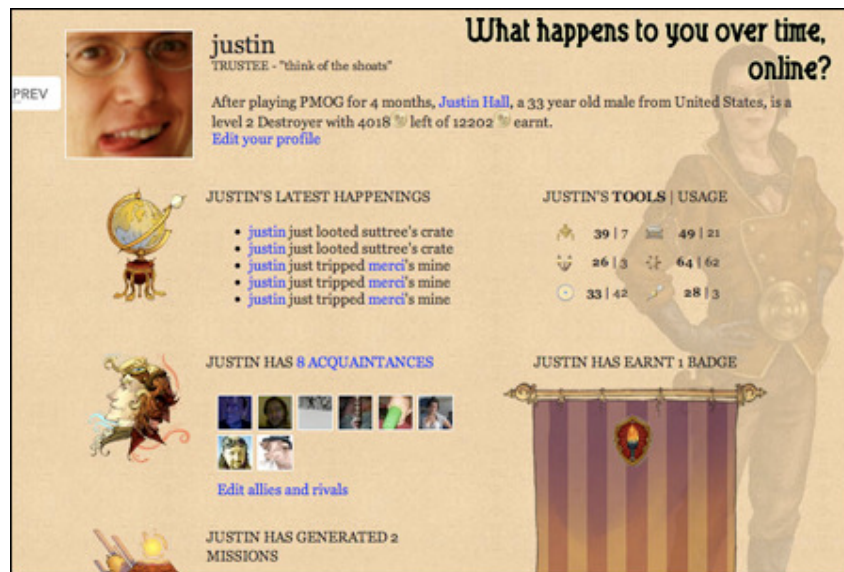 What happens to you over time,
online?
justin
TRUSTEE - "think of the shoats"
PREV
After playing PMOG for 4 months, Justin Hall, a 33 year old male from United States, is a
level 2 Destroyer with 4018 left of 12202 earnt.
Edit your profile
JUSTIN'S LATEST HAPPENINGS
justin just looted suttree's crate
justin just looted suttree's crate
justin just tripped merci's mine
justin just tripped merci's mine
justin just tripped merci's mine
JUSTIN'S TOOLS | USAGE
39 | 7 49 | 21
26 | 3 64 | 62
33 | 42 28 | 3
JUSTIN HAS 8 ACQUAINTANCES
Edit allies and rivals
JUSTIN HAS EARNT 1 BADGE
JUSTIN HAS GENERATED 2
MISSIONS